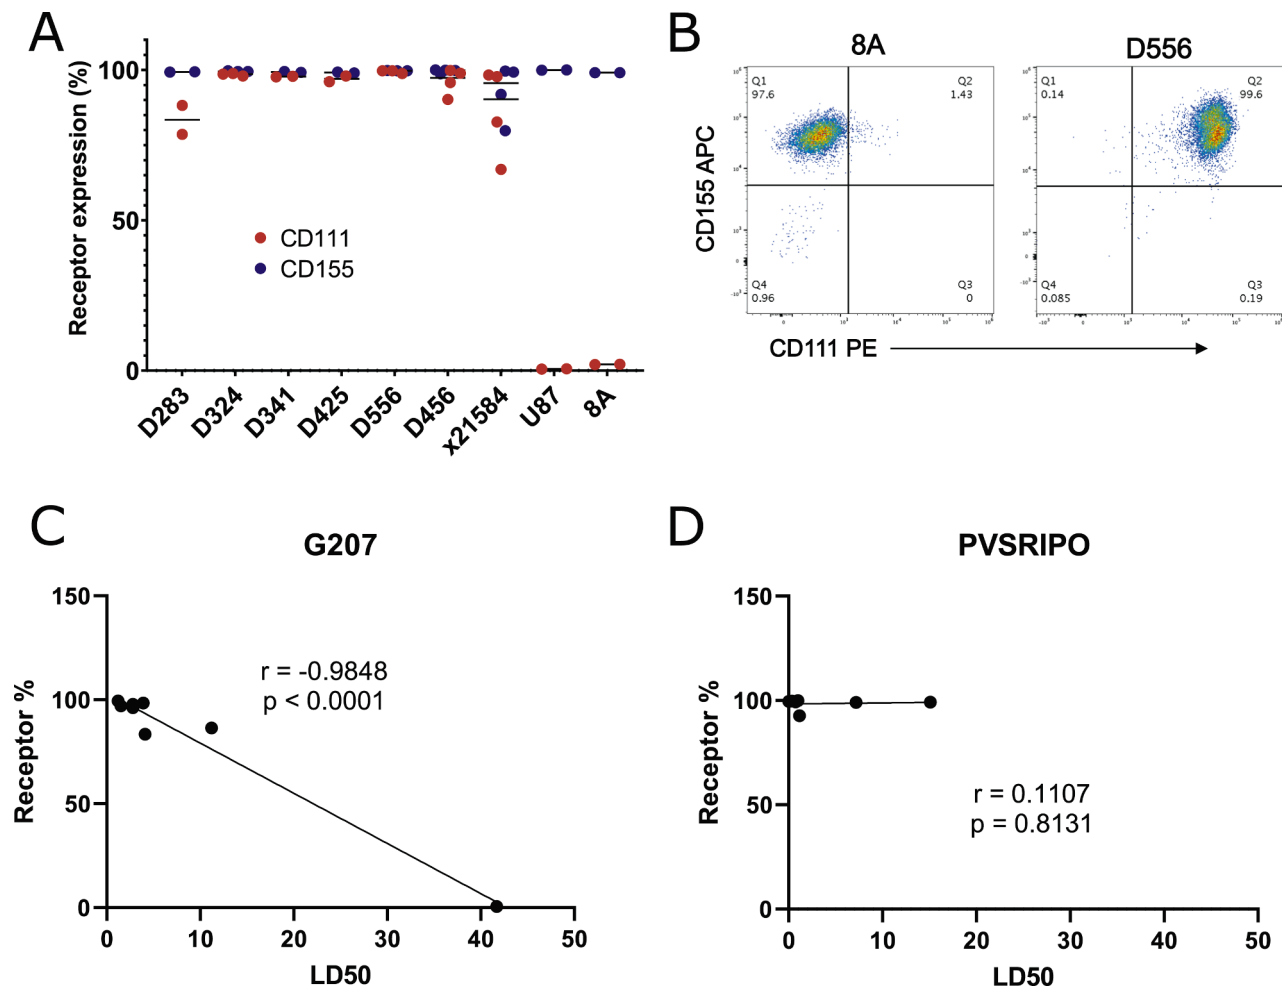 A
Receptor expression (%)
100
50
0
CD111
CD155
D283
D324
D341
D425
D556
D456
x21584
U87
8A
B
8A
D556
CD155 APC
Q1
97.6
Q2
1.43
Q4
0.96
Q3
0
Q1
0.14
Q2
99.6
Q4
0.085
Q3
0.19
CD111 PE
C
G207
Receptor %
150
100
50
0
r = -0.9848
p < 0.0001
0 10 20 30 40 50
LD50
D
PVSRIPO
Receptor %
150
100
50
0
r = 0.1107
p = 0.8131
0 10 20 30 40 50
LD50